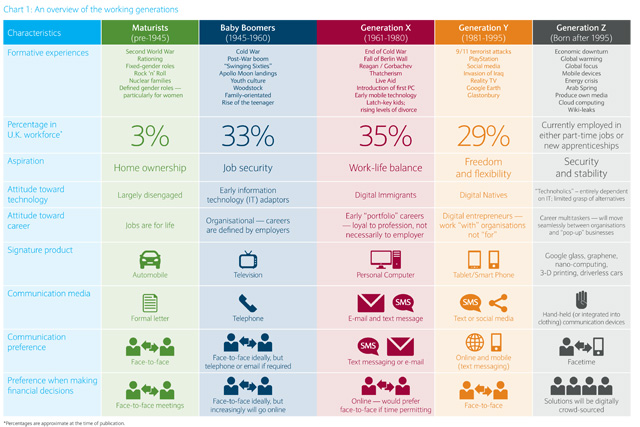 Chart 1: An overview of the working generations
Characteristics
Maturists
(pre-1945)
Baby Boomers
(1945-1960)
Generation X
(1961-1980)
Generation Y
(1981-1995)
Generation Z
(Born after 1995)
Formative experiences
Second World War
Rationing
Fixed-gender roles
Rock 'n' Roll
Nuclear families
Defined gender roles —
particularly for women
Cold War
Post-War boom
"Swinging Sixties"
Apollo Moon landings
Youth culture
Woodstock
Family-orientated
Rise of the teenager
End of Cold War
Fall of Berlin Wall
Reagan / Gorbachev
Thatcherism
Live Aid
Introduction of first PC
Early mobile technology
Latch-key kids;
rising levels of divorce
9/11 terrorist attacks
PlayStation
Social media
Invasion of Iraq
Reality TV
Google Earth
Glastonbury
Economic downturn
Global warming
Global focus
Mobile devices
Energy crisis
Arab Spring
Produce own media
Cloud computing
Wiki-leaks
Percentage in
U.K. workforce*
3%
33%
35%
29%
Currently employed in
either part-time jobs or
new apprenticeships
Aspiration
Home ownership
Job security
Work-life balance
Freedom
and flexibility
Security
and stability
Attitude toward
technology
Largely disengaged
Early information
technology (IT) adaptors
Digital Immigrants
Digital Natives
"Technoholics" – entirely dependent
on IT; limited grasp of alternatives
Attitude toward
career
Jobs are for life
Organisational — careers
are defined by employers
Early "portfolio" careers
— loyal to profession, not
necessarily to employer
Digital entrepreneurs —
work "with" organisations
not "for"
Career multitaskers — will move
seamlessly between organisations
and "pop-up" businesses
Signature product
Automobile
Television
Personal Computer
Tablet/Smart Phone
Google glass, graphene,
nano-computing,
3-D printing, driverless cars
Communication media
Formal letter
Telephone
SMS
E-mail and text message
SMS
Text or social media
Hand-held (or integrated into
clothing) communication devices
Communication
preference
Face-to-face
Face-to-face ideally, but
telephone or email if required
SMS
Text messaging or e-mail
Online and mobile
(text messaging)
Facetime
Preference when making
financial decisions
Face-to-face meetings
Face-to-face ideally, but
increasingly will go online
Online — would prefer
face-to-face if time permitting
Face-to-face
Solutions will be digitally
crowd-sourced
*Percentages are approximate at the time of publication.